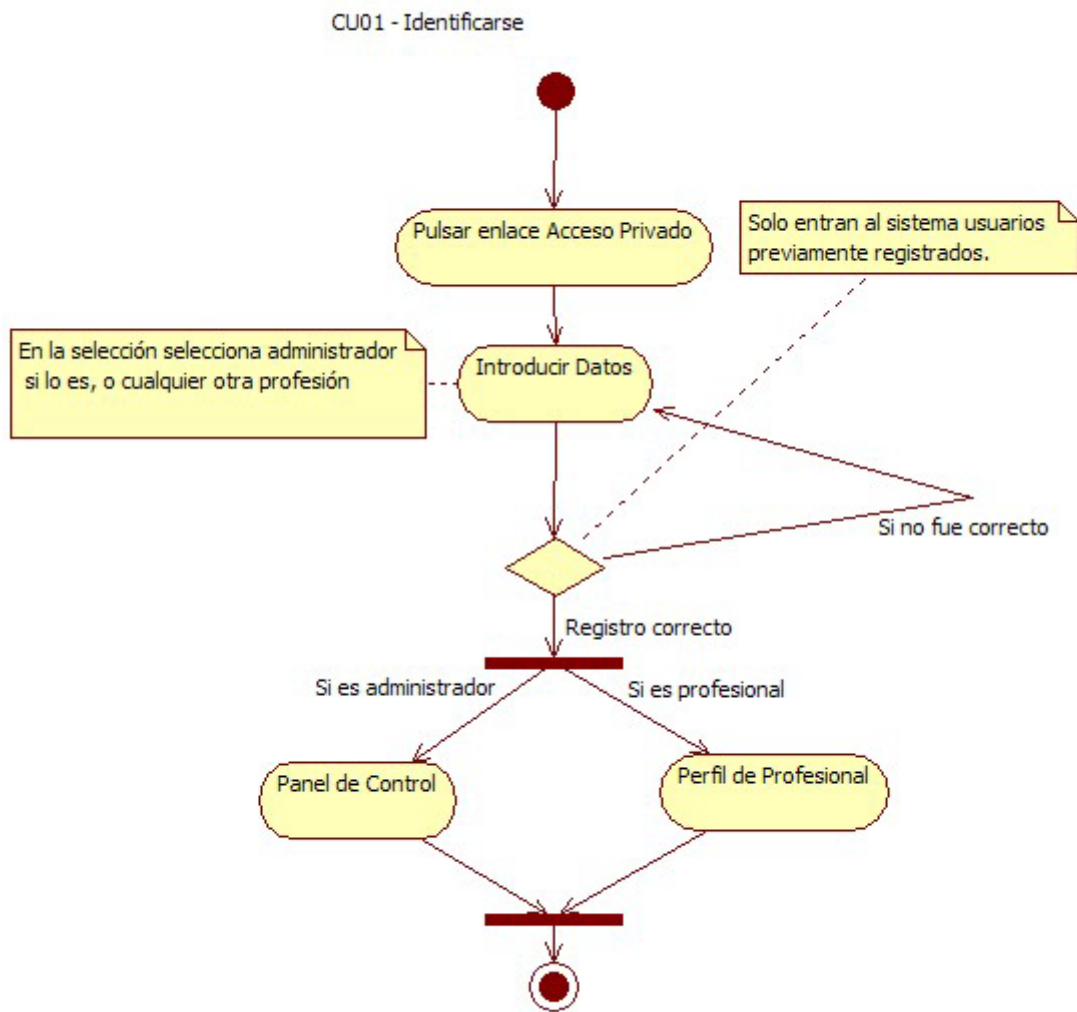 CU01 - Identificarse
Pulsar enlace Acceso Privado
Solo entran al sistema usuarios
previamente registrados.
En la selección selecciona administrador
si lo es, o cualquier otra profesión
Introducir Datos
Si no fue correcto
Registro correcto
Si es administrador
Si es profesional
Panel de Control
Perfil de Profesional